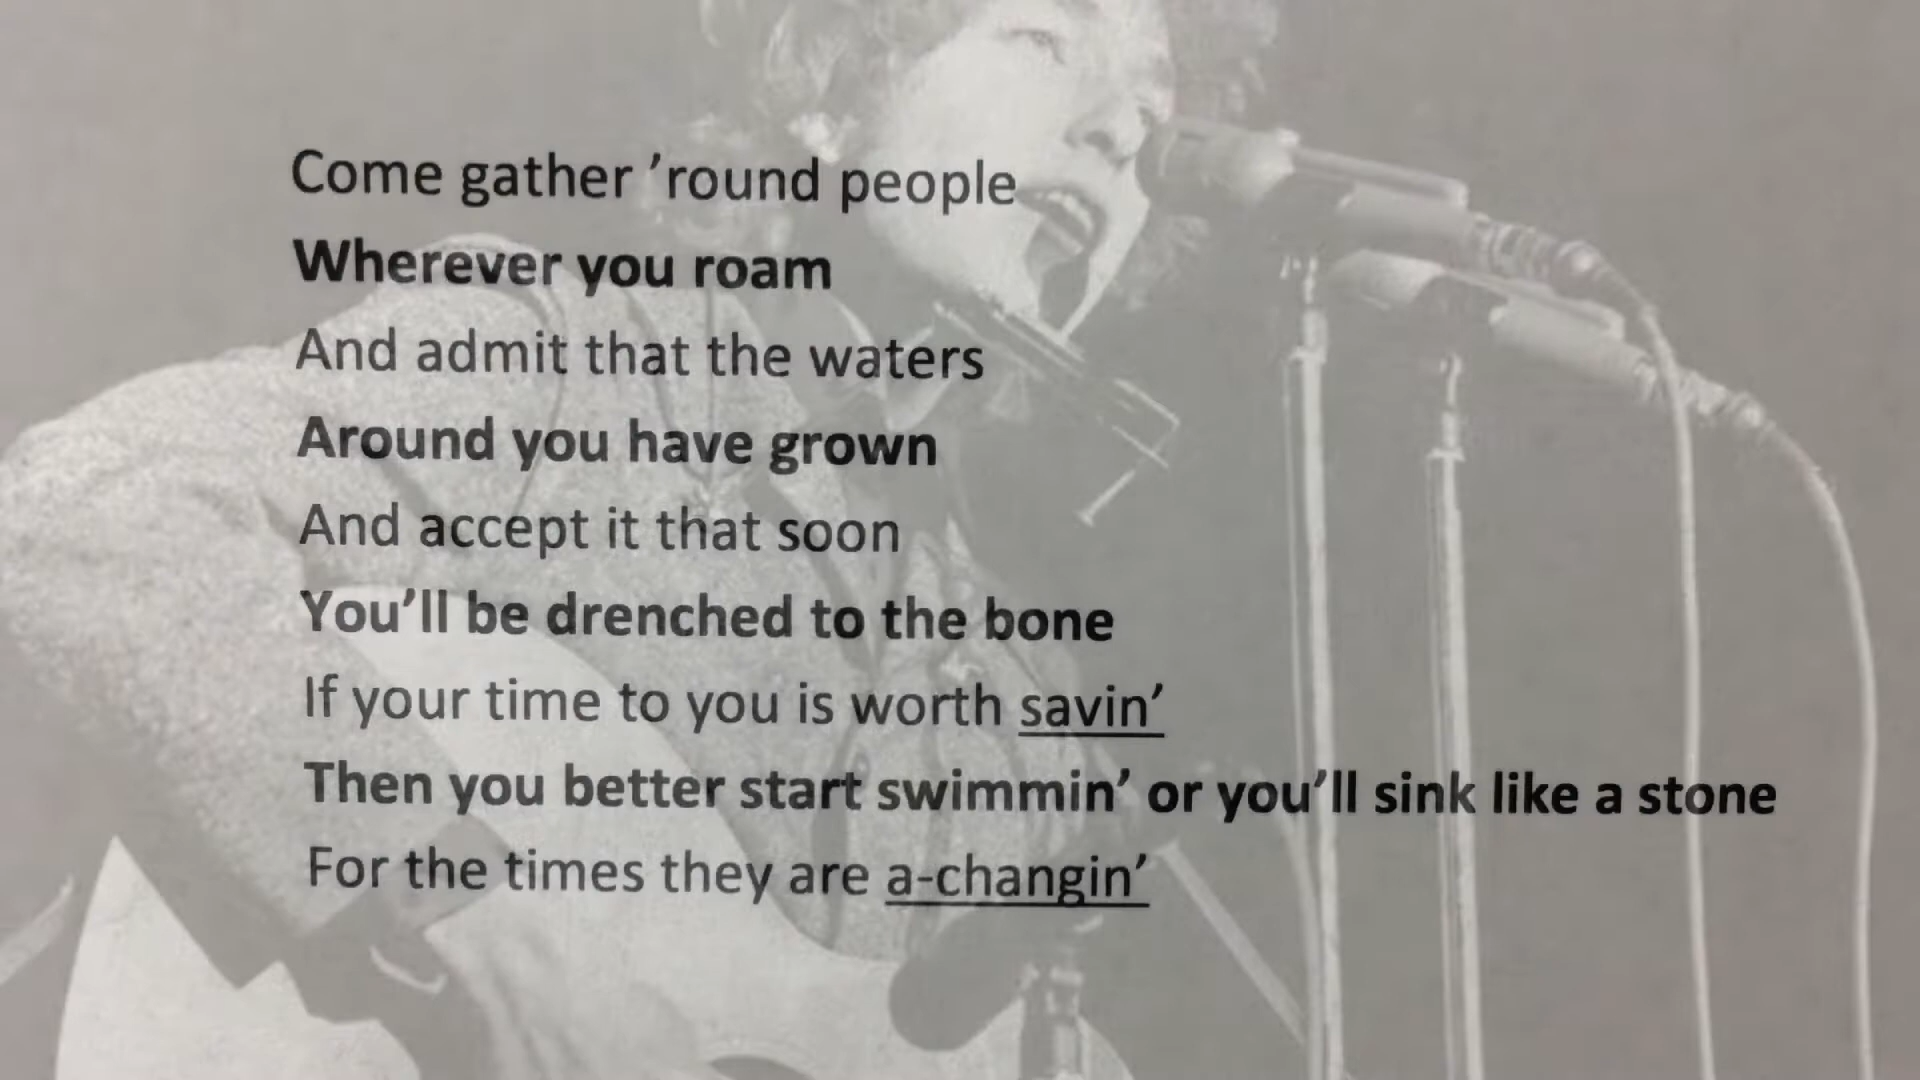 Come gather ’round people
Wherever you roam
And admit that the waters
Around you have grown
And accept it that soon
You’ll be drenched to the bone
If your time to you is worth savin’
Then you better start swimmin’ or you’ll sink like a stone
For the times they are a-changin’